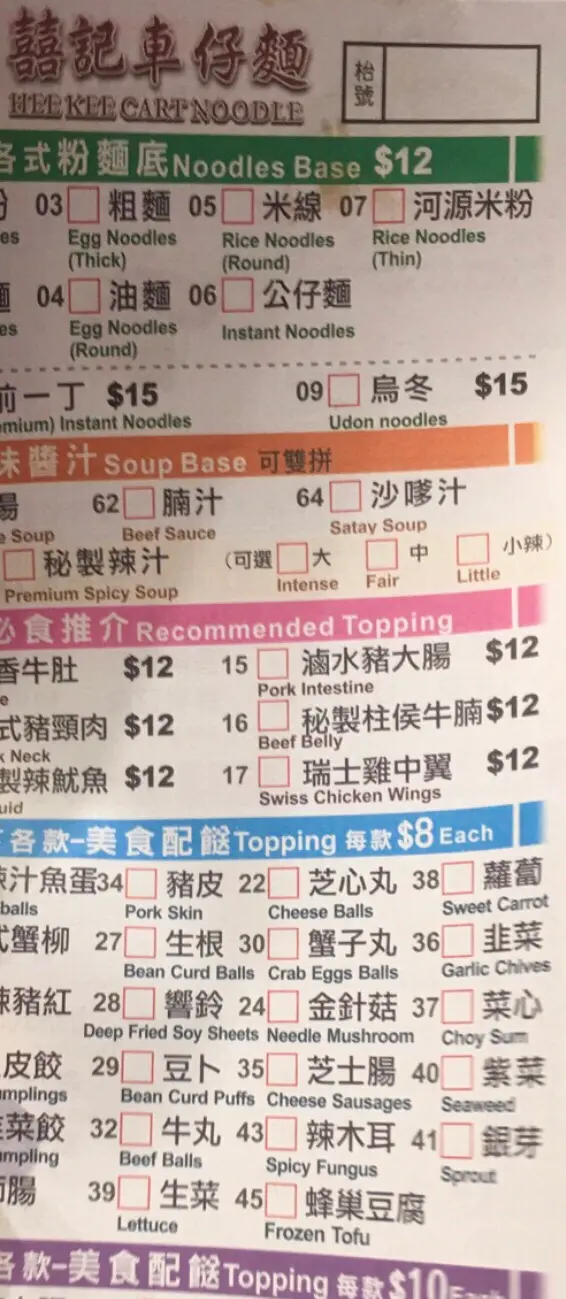 囍記車仔麵
枱號
HEE KEE CART NOODLE
各式粉麵底 Noodles Base $12
03 粗麵 05 米線 07 河源米粉
es Egg Noodles Rice Noodles Rice Noodles
(Thick) (Round) (Thin)
04 油麵 06 公仔麵
es Egg Noodles Instant Noodles
(Round)
前一丁 $15 09 烏冬 $15
mium) Instant Noodles Udon noodles
味醬汁 Soup Base 可雙拼
湯 62 腩汁 64 沙嗲汁
e Soup Beef Sauce Satay Soup
秘製辣汁 (可選 大 中 小辣)
Premium Spicy Soup Intense Fair Little
必食推介 Recommended Topping
香牛肚 $12 15 滷水豬大腸 $12
e Pork Intestine
式豬頸肉 $12 16 秘製柱侯牛腩 $12
k Neck Beef Belly
製辣魷魚 $12 17 瑞士雞中翼 $12
uid Swiss Chicken Wings
各款-美食配餸 Topping 每款 $8 Each
辣汁魚蛋 34 豬皮 22 芝心丸 38 蘿蔔
balls Pork Skin Cheese Balls Sweet Carrot
式蟹柳 27 生根 30 蟹子丸 36 韭菜
Bean Curd Balls Crab Eggs Balls Garlic Chives
辣豬紅 28 響鈴 24 金針菇 37 菜心
Deep Fried Soy Sheets Needle Mushroom Choy Sum
皮餃 29 豆卜 35 芝士腸 40 紫菜
umplings Bean Curd Puffs Cheese Sausages Seaweed
菜餃 32 牛丸 43 辣木耳 41 銀芽
umpling Beef Balls Spicy Fungus Sprout
腸 39 生菜 45 蜂巢豆腐
Lettuce Frozen Tofu
各款-美食配餸 Topping 每款 $10 Each